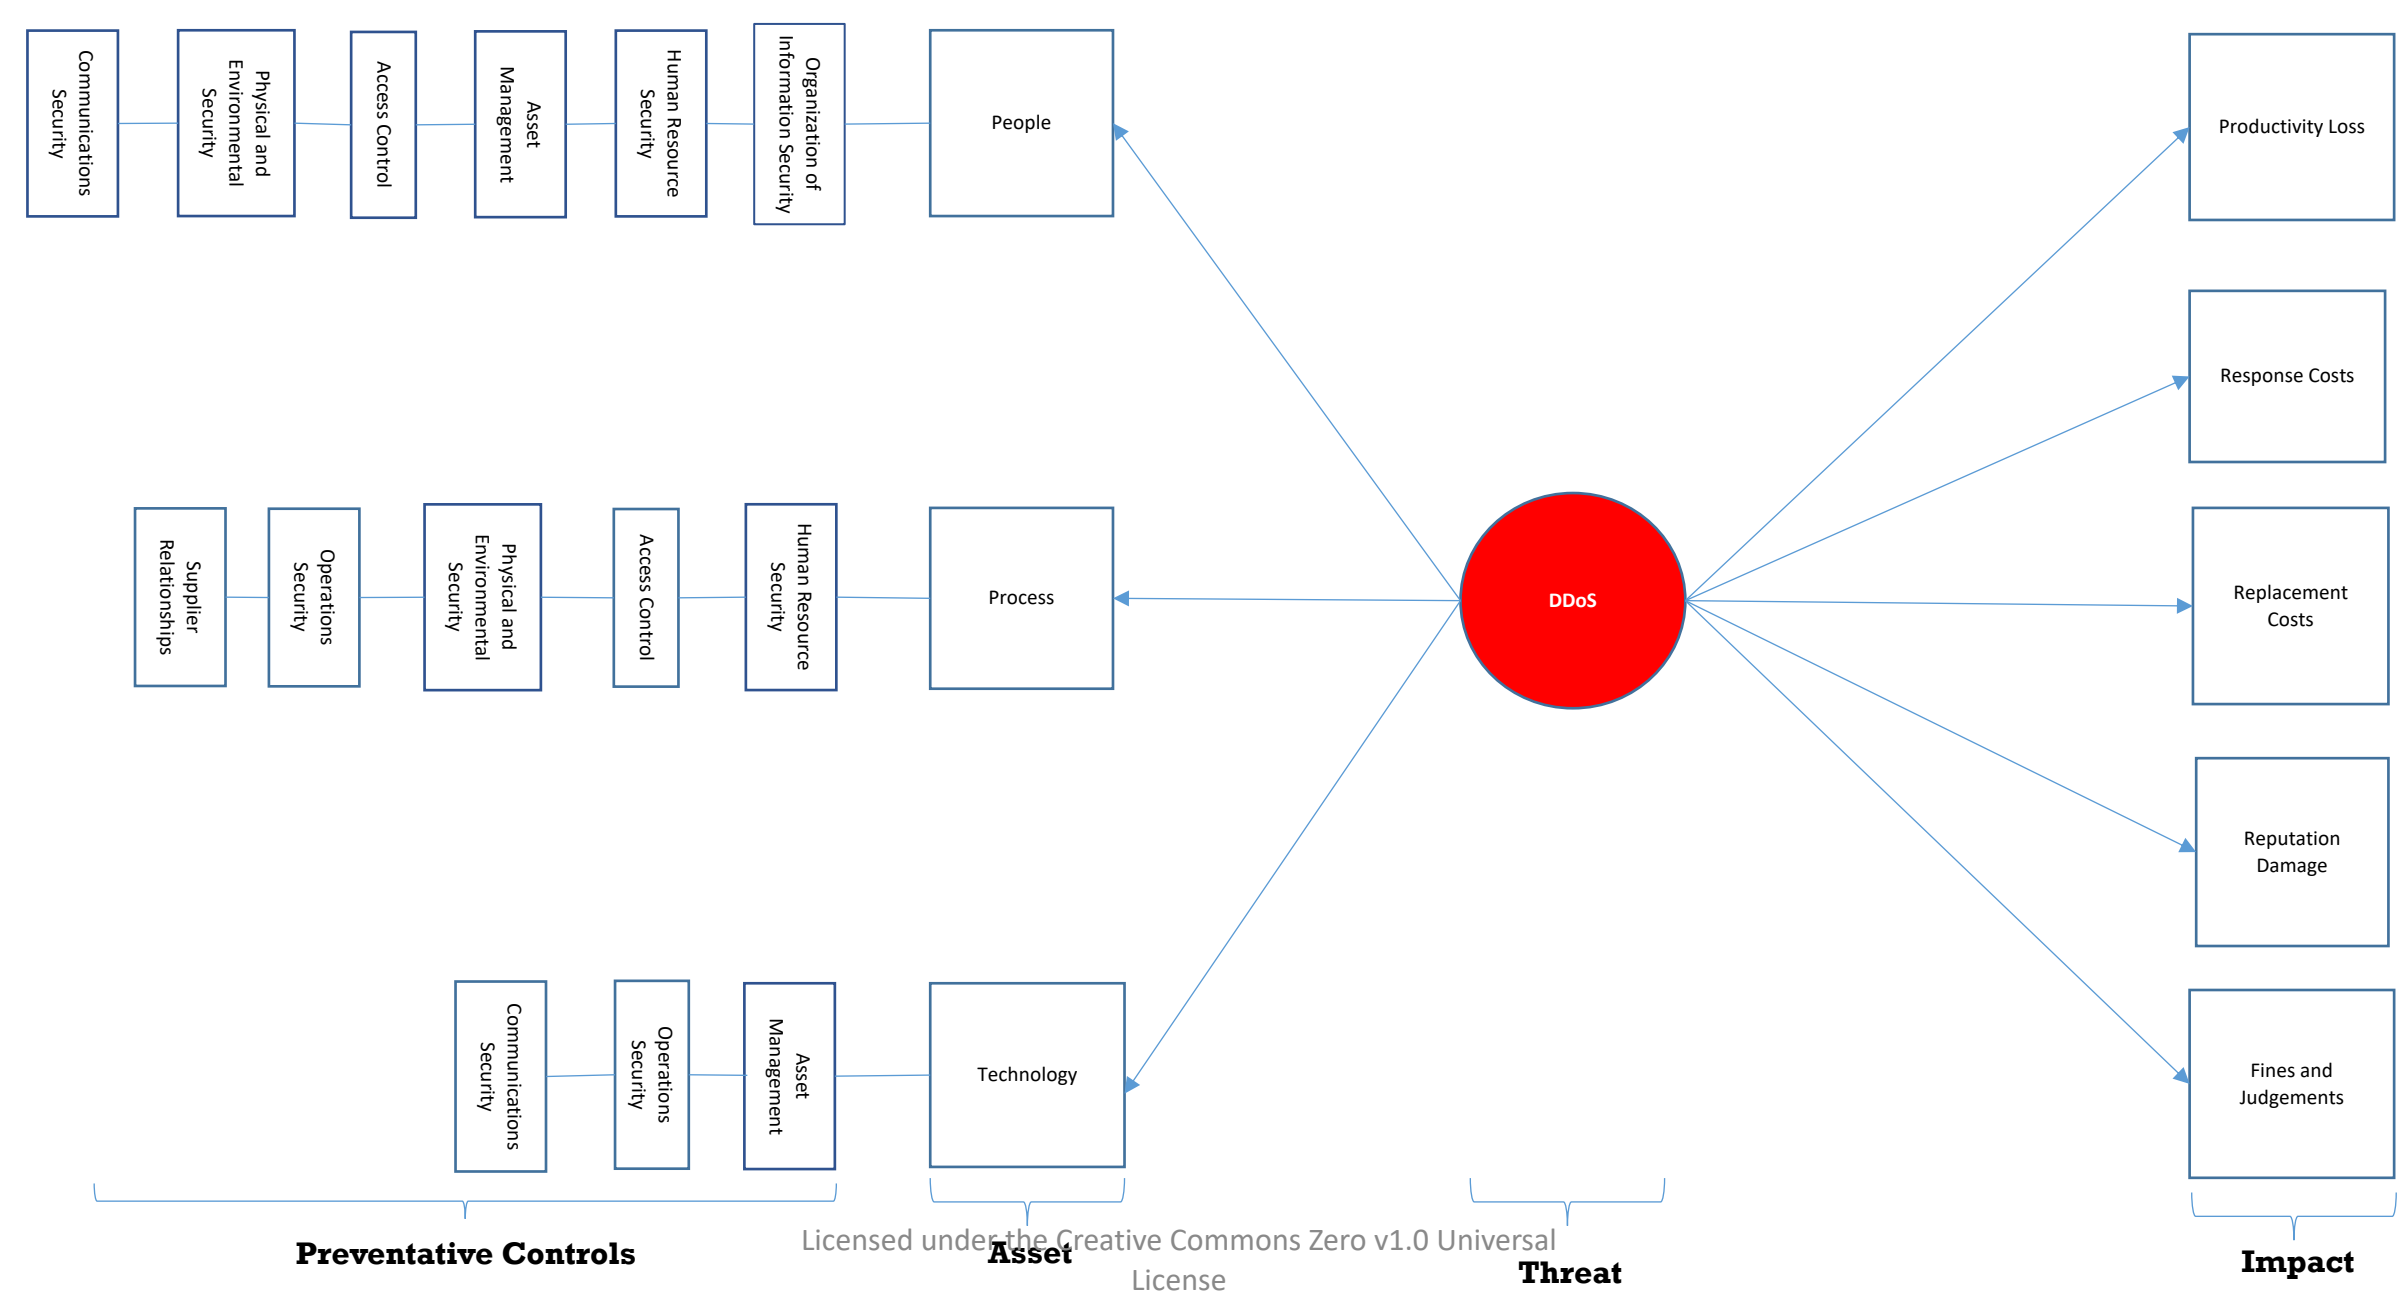 Communications
Security
Physical and
Environmental
Security
Access Control
Asset
Management
Human Resource
Security
Organization of
Information Security
People
Productivity Loss
Response Costs
Supplier
Relationships
Operations
Security
Physical and
Environmental
Security
Access Control
Human Resource
Security
Process
DDoS
Replacement
Costs
Reputation
Damage
Communications
Security
Operations
Security
Asset
Management
Technology
Fines and
Judgements
Preventative Controls
Asset
Threat
Impact
Licensed under the Creative Commons Zero v1.0 Universal
License